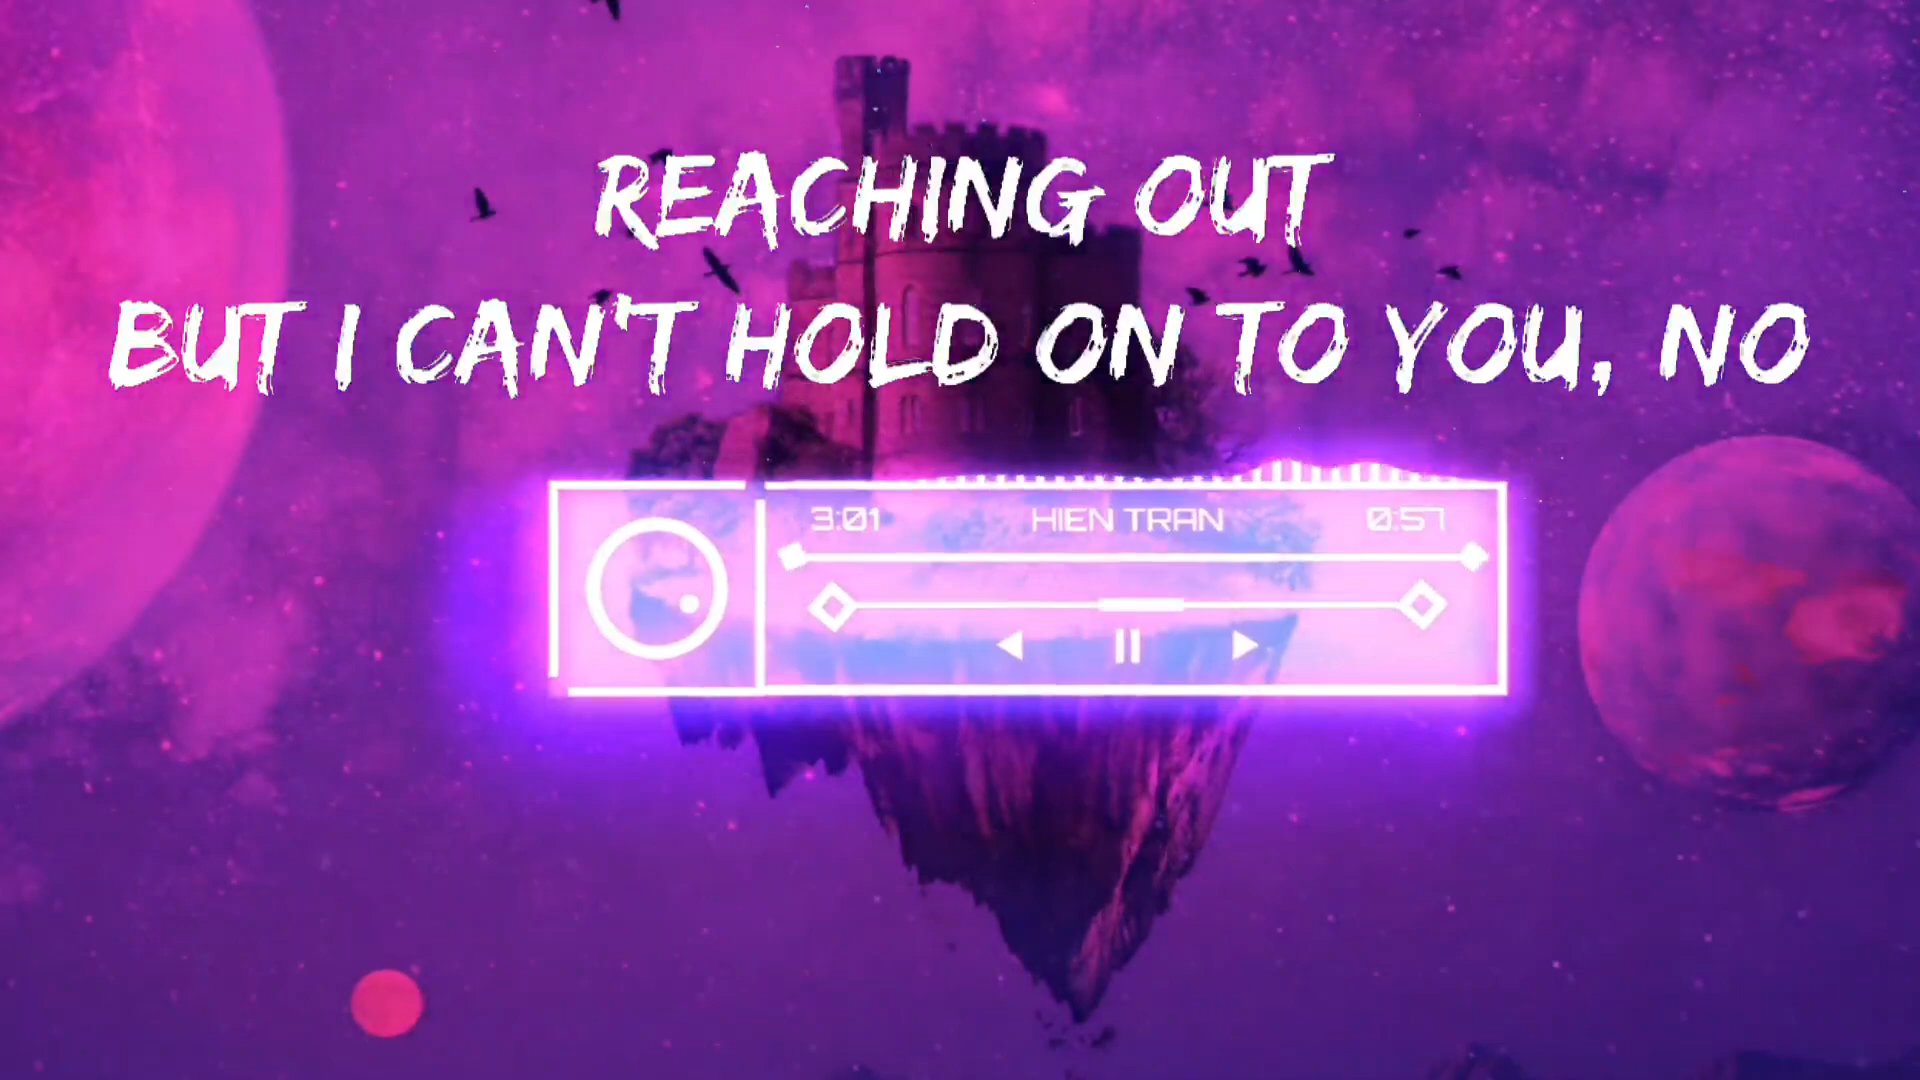 REACHING OUT
BUT I CAN'T HOLD ON TO YOU, NO
3:01 HIEN TRAN 0:57